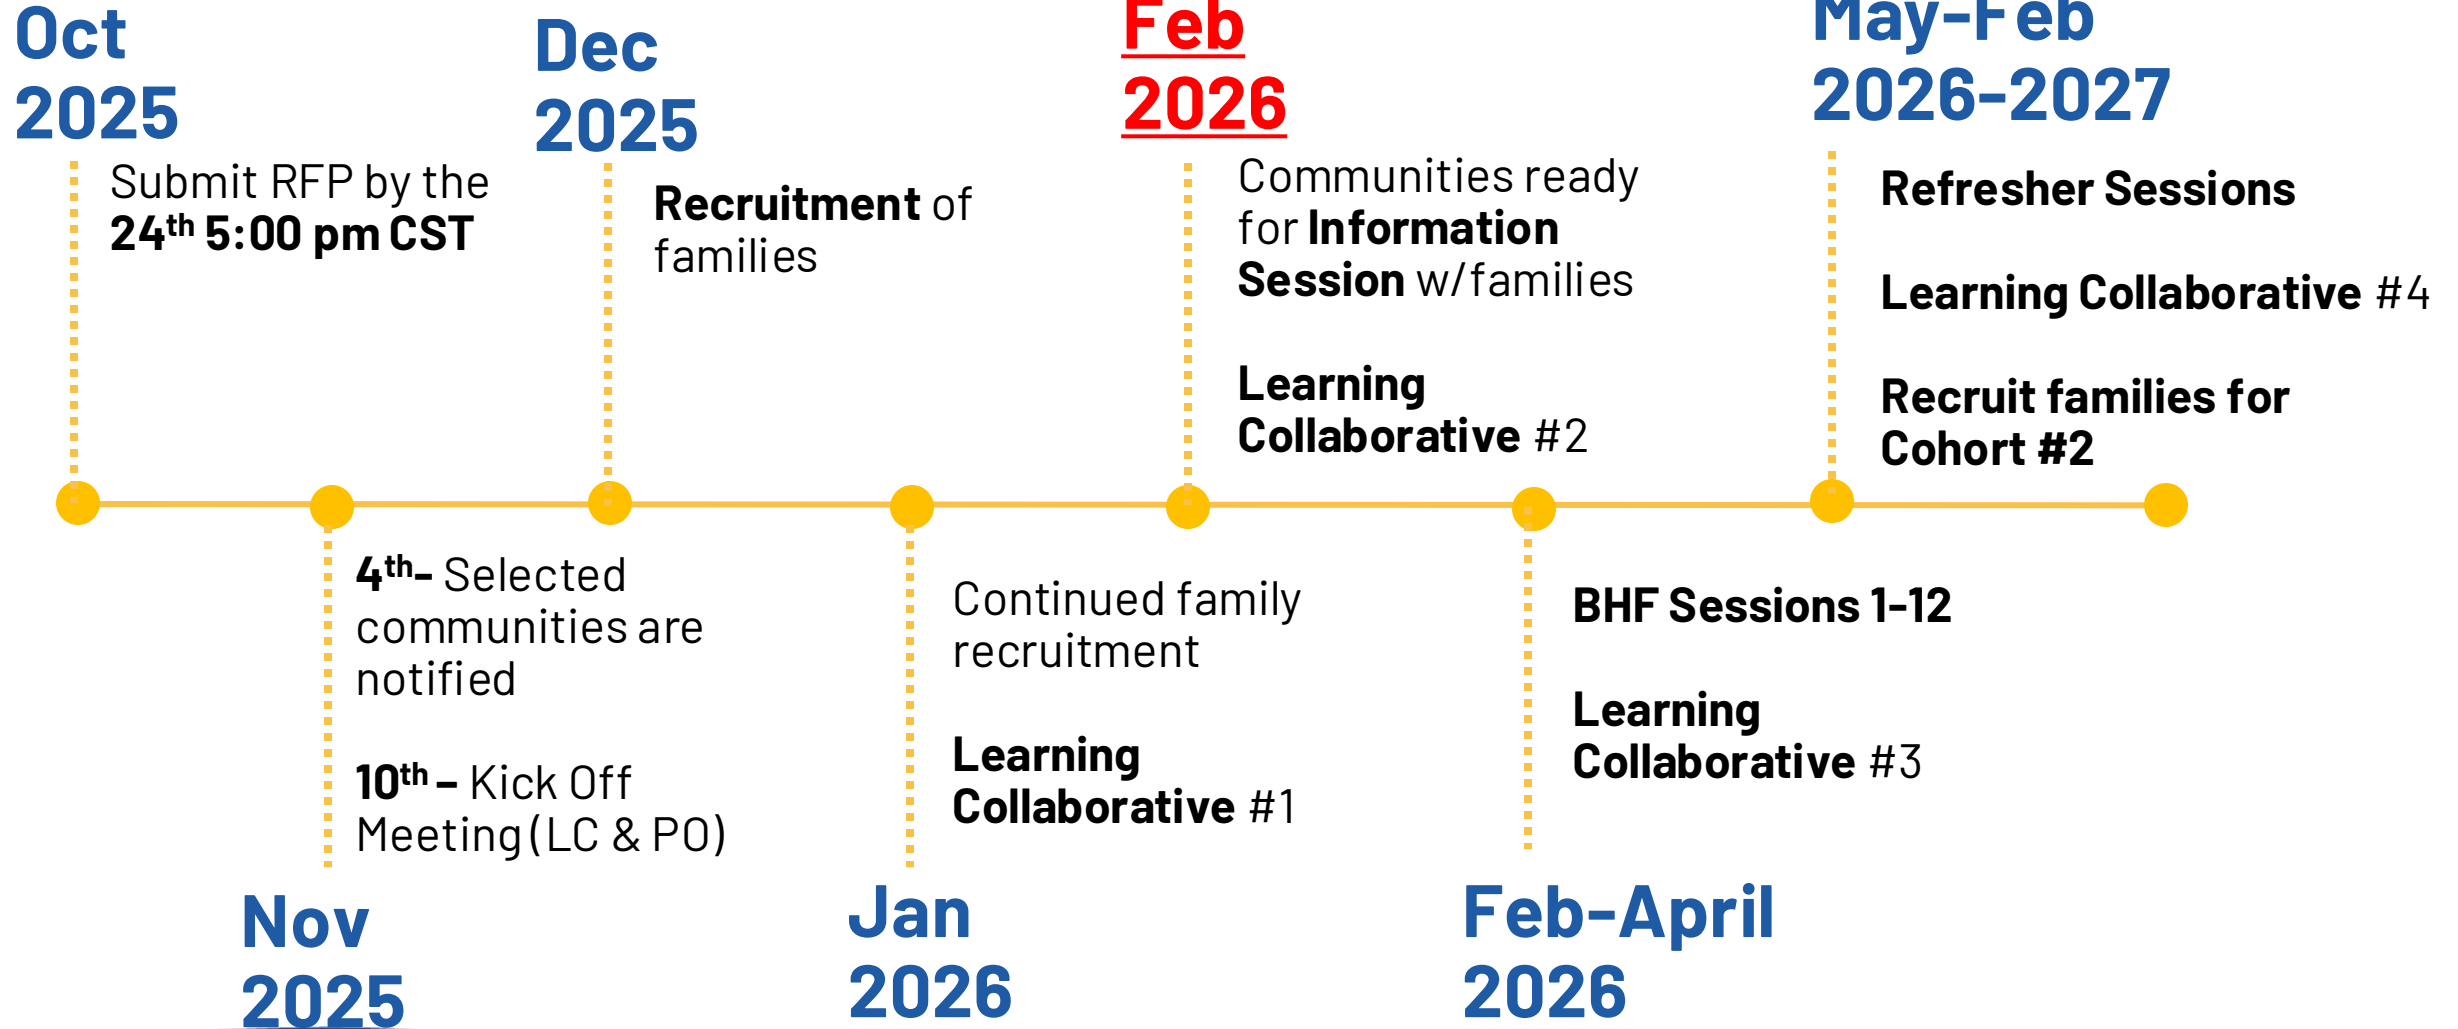 Oct
2025
Submit RFP by the
24th 5:00 pm CST
4th- Selected
communities are
notified
10th – Kick Off
Meeting (LC & PO)
Nov
2025
Dec
2025
Recruitment of
families
Continued family
recruitment
Learning
Collaborative #1
Jan
2026
Feb
2026
Communities ready
for Information
Session w/families
Learning
Collaborative #2
BHF Sessions 1-12
Learning
Collaborative #3
Feb-April
2026
May-Feb
2026-2027
Refresher Sessions
Learning Collaborative #4
Recruit families for
Cohort #2